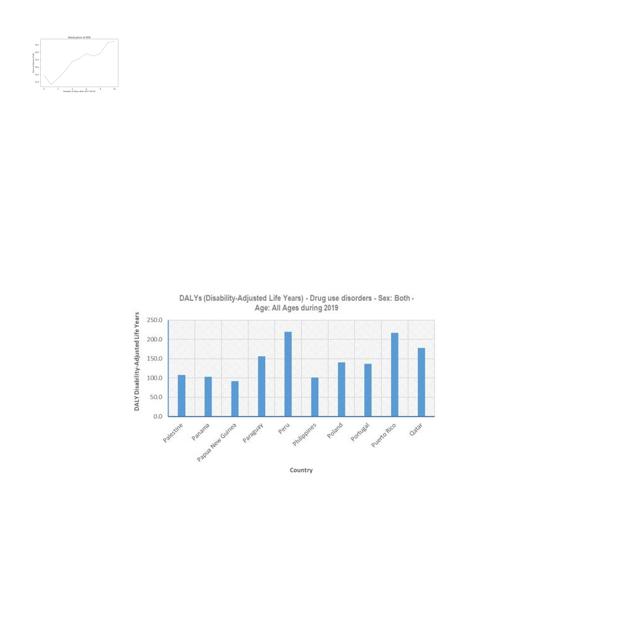 DALYs (Disability-Adjusted Life Years) - Drug use disorders - Sex: Both -
Age: All Ages during 2019
DALY Disability-Adjusted Life Years
250.0
200.0
150.0
100.0
50.0
0.0
Palestine
Panama
Papua New Guinea
Paraguay
Peru
Philippines
Poland
Portugal
Puerto Rico
Qatar
Country